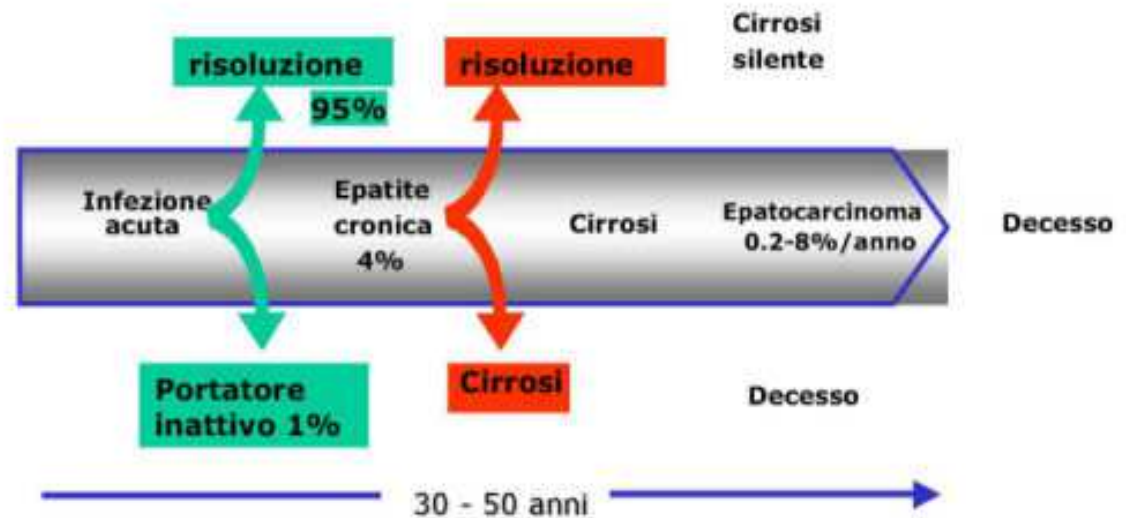 risoluzione
95%
risoluzione
Cirrosi
silente
Infezione
acuta
Epatite
cronica
4%
Cirrosi
Epatocarcinoma
0.2-8%/anno
Decesso
Portatore
inattivo 1%
Cirrosi
Decesso
30 - 50 anni